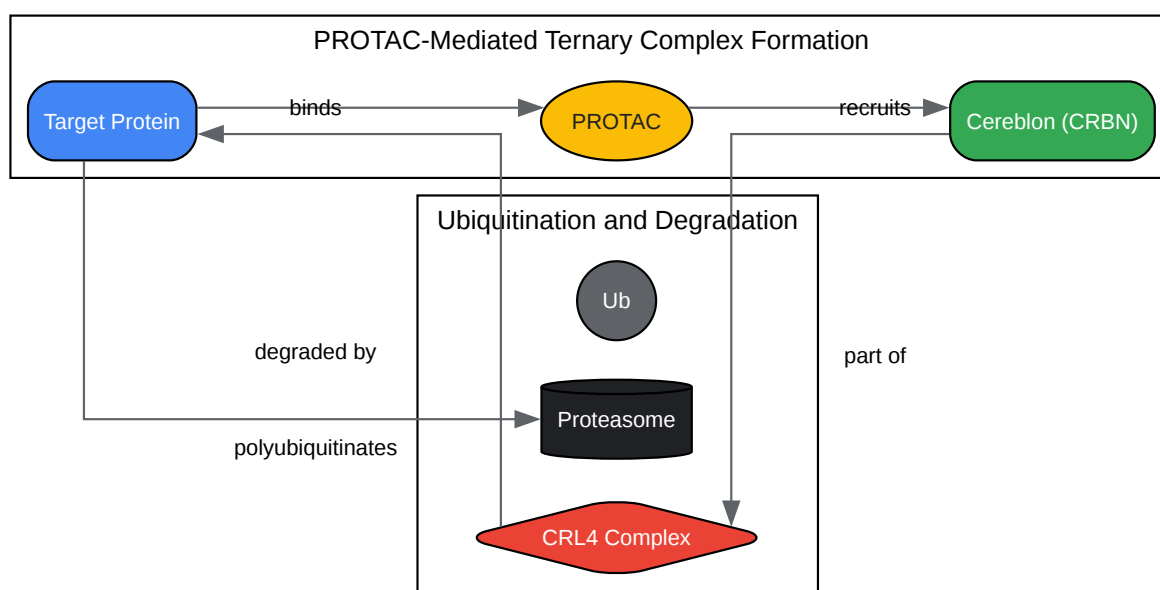 PROTAC-Mediated Ternary Complex Formation
Target Protein
binds
PROTAC
recruits
Cereblon (CRBN)
Ubiquitination and Degradation
Ub
degraded by
part of
Proteasome
polyubiquitinates
CRL4 Complex